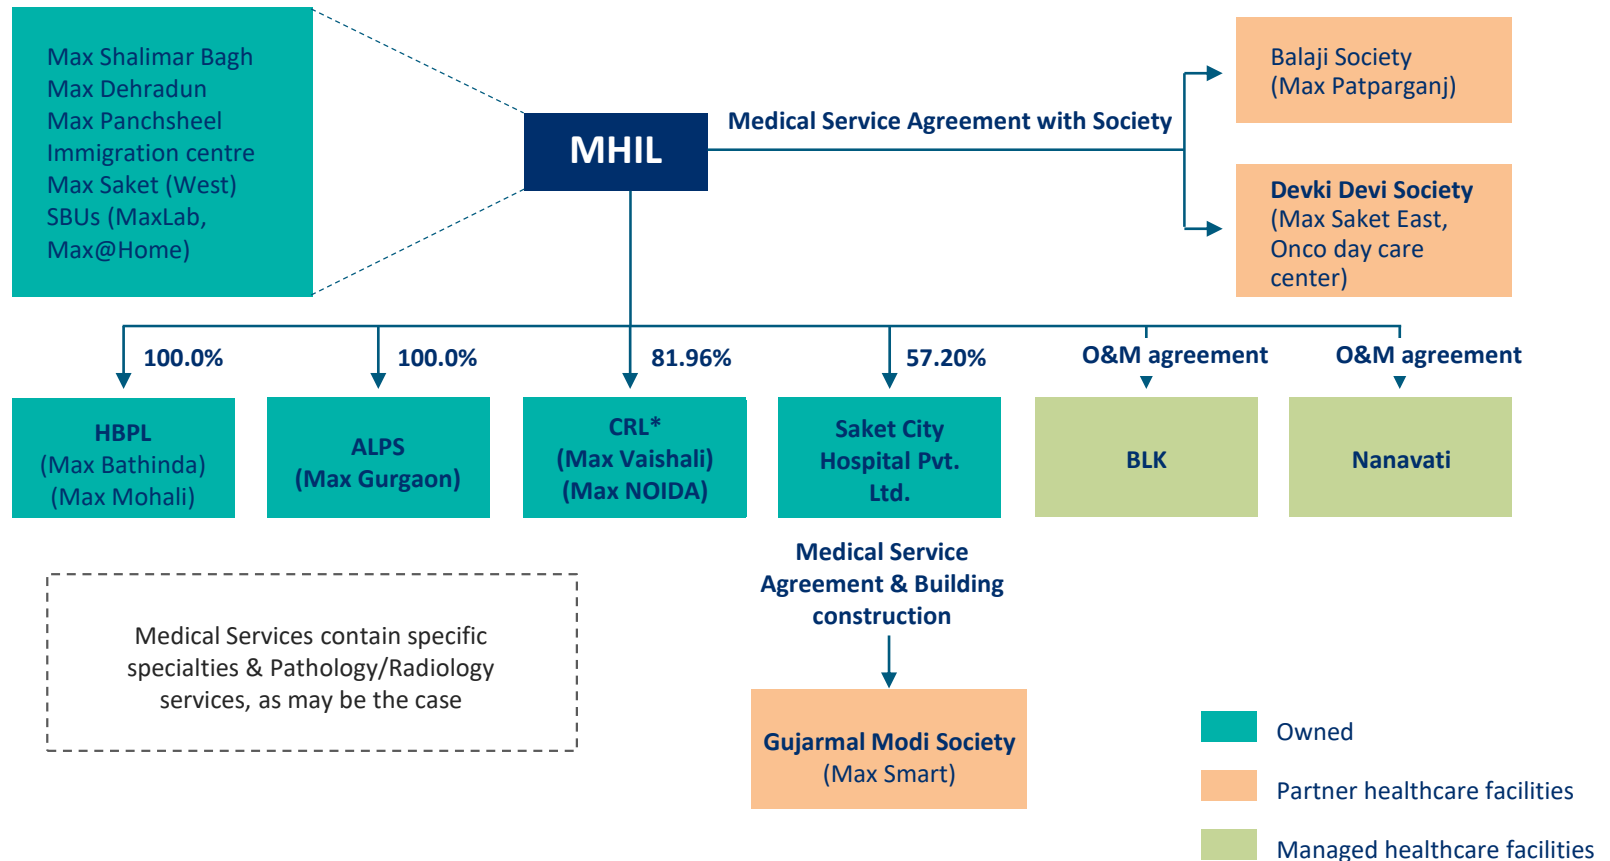 Max Shalimar Bagh
Max Dehradun
Max Panchsheel
Immigration centre
Max Saket (West)
SBUs (MaxLab,
Max@Home)
MHIL
Medical Service Agreement with Society
Balaji Society
(Max Patparganj)
Devki Devi Society
(Max Saket East,
Onco day care
center)
100.0%
100.0%
81.96%
57.20%
O&M agreement
O&M agreement
HBPL
(Max Bathinda)
(Max Mohali)
ALPS
(Max Gurgaon)
CRL*
(Max Vaishali)
(Max NOIDA)
Saket City
Hospital Pvt.
Ltd.
BLK
Nanavati
Medical Service
Agreement & Building
construction
Medical Services contain specific
specialties & Pathology/Radiology
services, as may be the case
Gujarmal Modi Society
(Max Smart)
Owned
Partner healthcare facilities
Managed healthcare facilities